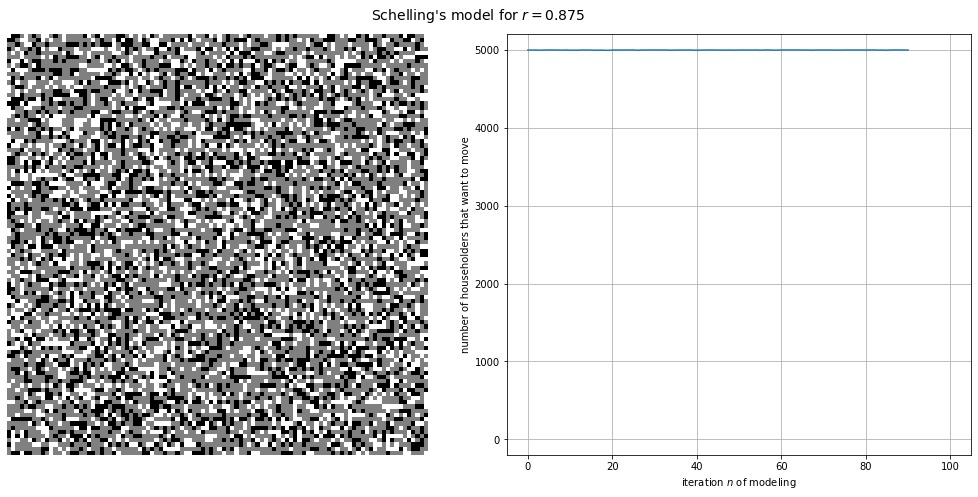 Schelling's model for r = 0.875
number of householders that want to move
5000
4000
3000
2000
1000
0
0 20 40 60 80 100
iteration n of modeling